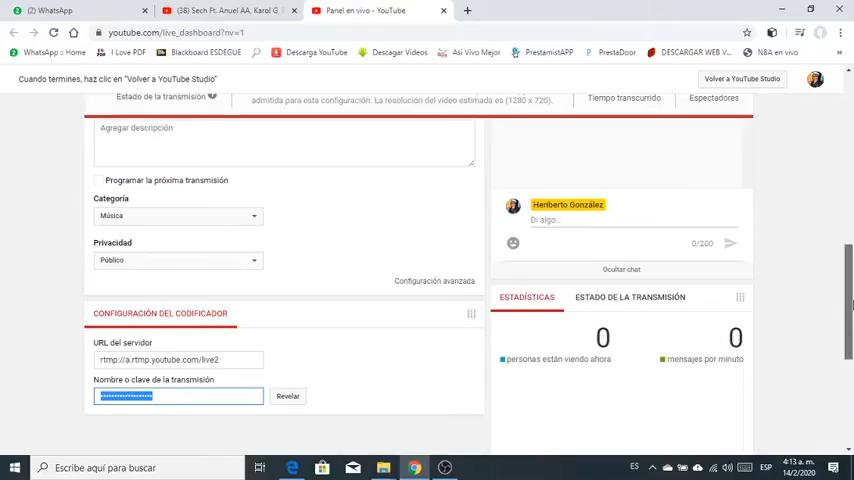 (2) WhatsApp
(38) Sech Ft. Anuel AA, Karol G,
Panel en vivo - YouTube
youtube.com/live_dashboard?nv=1
WhatsApp :: Home
I Love PDF
Blackboard ESDEGUE
Descarga YouTube
Descagar Videos
Asi Vivo Mejor
PrestamistAPP
PrestaDoor
DESCARGAR WEB V...
NBA en vivo
Cuando termines, haz clic en "Volver a YouTube Studio"
Volver a YouTube Studio
Estado de la transmisión
admitida para esta configuración. La resolución del video estimada es (1280 x 720).
Tiempo transcurrido
Espectadores
Agregar descripción
Programar la próxima transmisión
Categoría
Música
Privacidad
Público
Configuración avanzada
Heriberto González
Di algo...
0/200
Ocultar chat
CONFIGURACIÓN DEL CODIFICADOR
URL del servidor
rtmp://a.rtmp.youtube.com/live2
Nombre o clave de la transmisión
Revelar
ESTADÍSTICAS
ESTADO DE LA TRANSMISIÓN
0
personas están viendo ahora
0
mensajes por minuto
Escribe aquí para buscar
ES
ESP
4:13 a. m.
14/2/2020